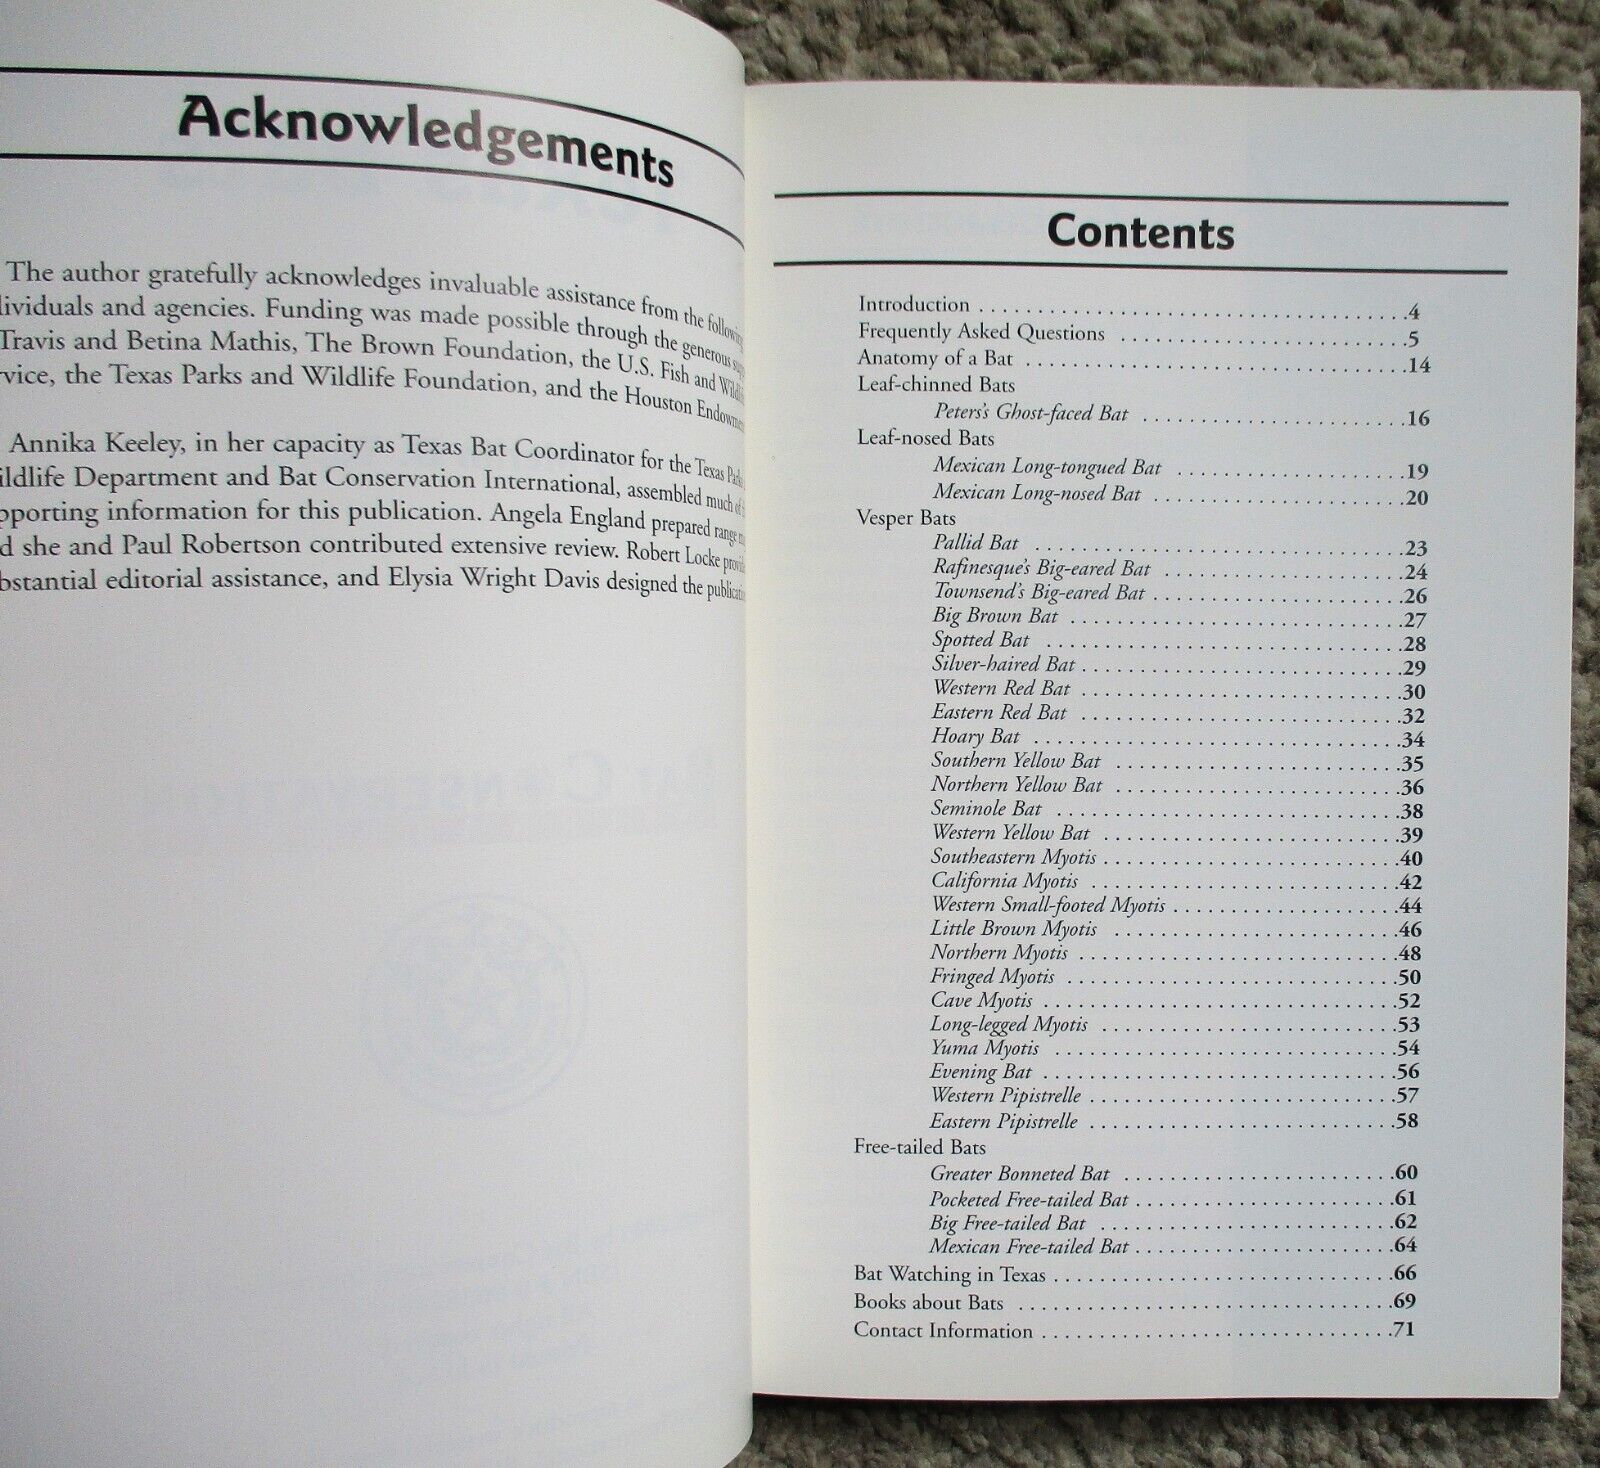 Acknowledgements
The author gratefully acknowledges invaluable assistance from the following
and agencies. Funding was made possible through the generous
Travis and Betina Mathis, The Brown Foundation, the U.S. Fish and
the Texas Parks and Wildlife Foundation, and the Houston
Annika Keeley, in her capacity as Texas Bat Coordinator for the Texas
Department and Bat Conservation International, assembled much of
information for this publication. Angela England prepared range
she and Paul Robertson contributed extensive review. Robert Locke
editorial assistance, and Elysia Wright Davis designed the
Contents
Introduction . . . . . . . . . . . . . . . . . . . . 4
Frequently Asked Questions . . . . . . . . . . . . . . . . . . . . 5
Anatomy of a Bat . . . . . . . . . . . . . . . . . . . . 14
Leaf-chinned Bats
Peters's Ghost-faced Bat . . . . . . . . . . . . . . . . . . . . 16
Leaf-nosed Bats
Mexican Long-tongued Bat . . . . . . . . . . . . . . . . . . . . 19
Mexican Long-nosed Bat . . . . . . . . . . . . . . . . . . . . 20
Vesper Bats
Pallid Bat . . . . . . . . . . . . . . . . . . . . 23
Rafinesque's Big-eared Bat . . . . . . . . . . . . . . . . . . . . 24
Townsend's Big-eared Bat . . . . . . . . . . . . . . . . . . . . 26
Big Brown Bat . . . . . . . . . . . . . . . . . . . . 27
Spotted Bat . . . . . . . . . . . . . . . . . . . . 28
Silver-haired Bat . . . . . . . . . . . . . . . . . . . . 29
Western Red Bat . . . . . . . . . . . . . . . . . . . . 30
Eastern Red Bat . . . . . . . . . . . . . . . . . . . . 32
Hoary Bat . . . . . . . . . . . . . . . . . . . . 34
Southern Yellow Bat . . . . . . . . . . . . . . . . . . . . 35
Northern Yellow Bat . . . . . . . . . . . . . . . . . . . . 36
Seminole Bat . . . . . . . . . . . . . . . . . . . . 38
Western Yellow Bat . . . . . . . . . . . . . . . . . . . . 39
Southeastern Myotis . . . . . . . . . . . . . . . . . . . . 40
California Myotis . . . . . . . . . . . . . . . . . . . . 42
Western Small-footed Myotis . . . . . . . . . . . . . . . . . . . . 44
Little Brown Myotis . . . . . . . . . . . . . . . . . . . . 46
Northern Myotis . . . . . . . . . . . . . . . . . . . . 48
Fringed Myotis . . . . . . . . . . . . . . . . . . . . 50
Cave Myotis . . . . . . . . . . . . . . . . . . . . 52
Long-legged Myotis . . . . . . . . . . . . . . . . . . . . 53
Yuma Myotis . . . . . . . . . . . . . . . . . . . . 54
Evening Bat . . . . . . . . . . . . . . . . . . . . 56
Western Pipistrelle . . . . . . . . . . . . . . . . . . . . 57
Eastern Pipistrelle . . . . . . . . . . . . . . . . . . . . 58
Free-tailed Bats
Greater Bonneted Bat . . . . . . . . . . . . . . . . . . . . 60
Pocketed Free-tailed Bat . . . . . . . . . . . . . . . . . . . . 61
Big Free-tailed Bat . . . . . . . . . . . . . . . . . . . . 62
Mexican Free-tailed Bat . . . . . . . . . . . . . . . . . . . . 64
Bat Watching in Texas . . . . . . . . . . . . . . . . . . . . 66
Books about Bats . . . . . . . . . . . . . . . . . . . . 69
Contact Information . . . . . . . . . . . . . . . . . . . . 71